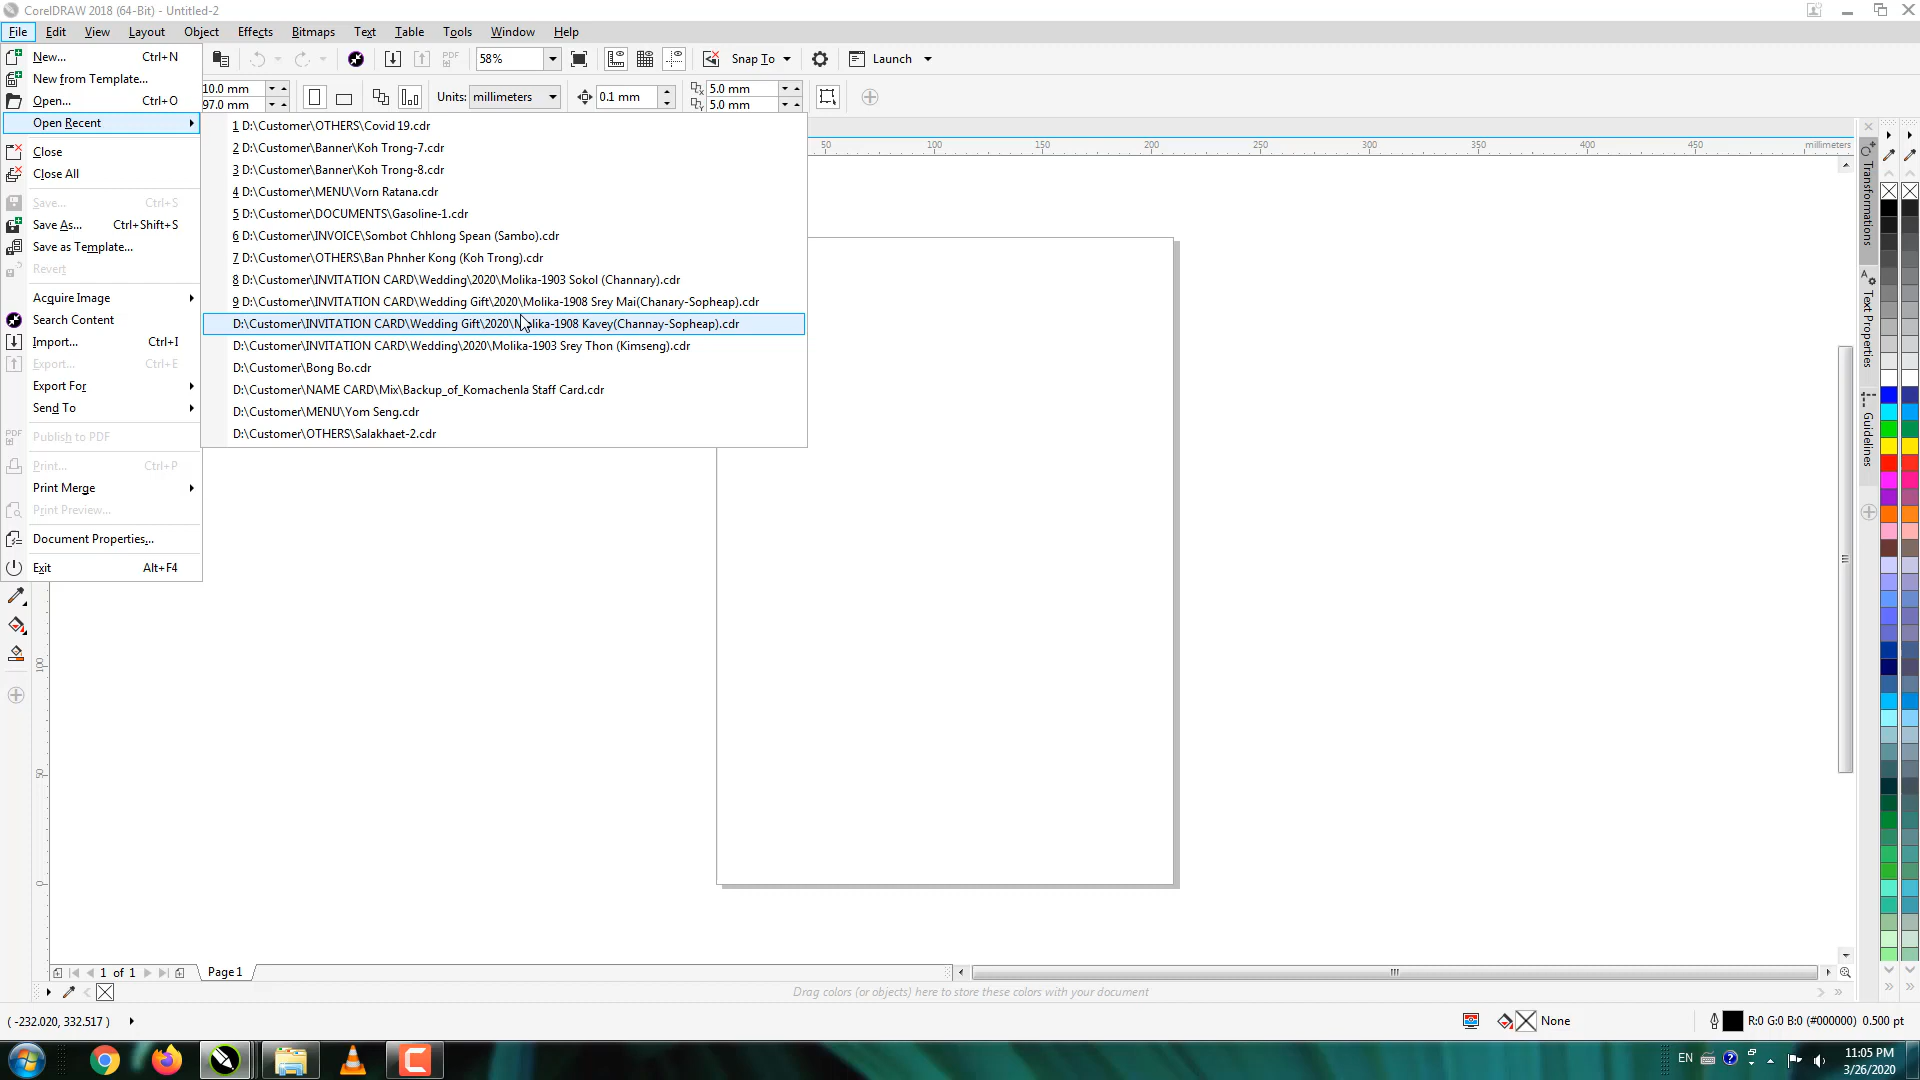 CorelDRAW 2018 (64-Bit) - Untitled-2
File Edit View Layout Object Effects Bitmaps Text Table Tools Window Help
New... Ctrl+N
58% Snap To Launch
New from Template...
Open... Ctrl+O
10.0 mm Units: millimeters 0.1 mm 5.0 mm
97.0 mm 5.0 mm
Open Recent
1 D:\Customer\OTHERS\Covid 19.cdr
2 D:\Customer\Banner\Koh Trong-7.cdr
3 D:\Customer\Banner\Koh Trong-8.cdr
4 D:\Customer\MENU\Vorn Ratana.cdr
5 D:\Customer\DOCUMENTS\Gasoline-1.cdr
6 D:\Customer\INVOICE\Sombot Chhlong Spean (Sambo).cdr
7 D:\Customer\OTHERS\Ban Phnher Kong (Koh Trong).cdr
8 D:\Customer\INVITATION CARD\Wedding\2020\Molika-1903 Sokol (Channary).cdr
9 D:\Customer\INVITATION CARD\Wedding Gift\2020\Molika-1908 Srey Mai(Chanary-Sopheap).cdr
D:\Customer\INVITATION CARD\Wedding Gift\2020\Molika-1908 Kavey(Channay-Sopheap).cdr
D:\Customer\INVITATION CARD\Wedding\2020\Molika-1903 Srey Thon (Kimseng).cdr
D:\Customer\Bong Bo.cdr
D:\Customer\NAME CARD\Mix\Backup_of_Komachenla Staff Card.cdr
D:\Customer\MENU\Yom Seng.cdr
D:\Customer\OTHERS\Salakhaet-2.cdr
Close
Close All
Save... Ctrl+S
Save As... Ctrl+Shift+S
Save as Template...
Revert
Acquire Image
Search Content
Import... Ctrl+I
Export... Ctrl+E
Export For
Send To
Publish to PDF
Print... Ctrl+P
Print Merge
Print Preview...
Document Properties...
Exit Alt+F4
50 100 150 200 250 300 350 400 450 millimeters
Transformations
Text Properties
Guidelines
100
50
0
1 of 1 Page 1
Drag colors (or objects) here to store these colors with your document
( -232.020, 332.517 ) None R:0 G:0 B:0 (#000000) 0.500 pt
EN 11:05 PM
3/26/2020